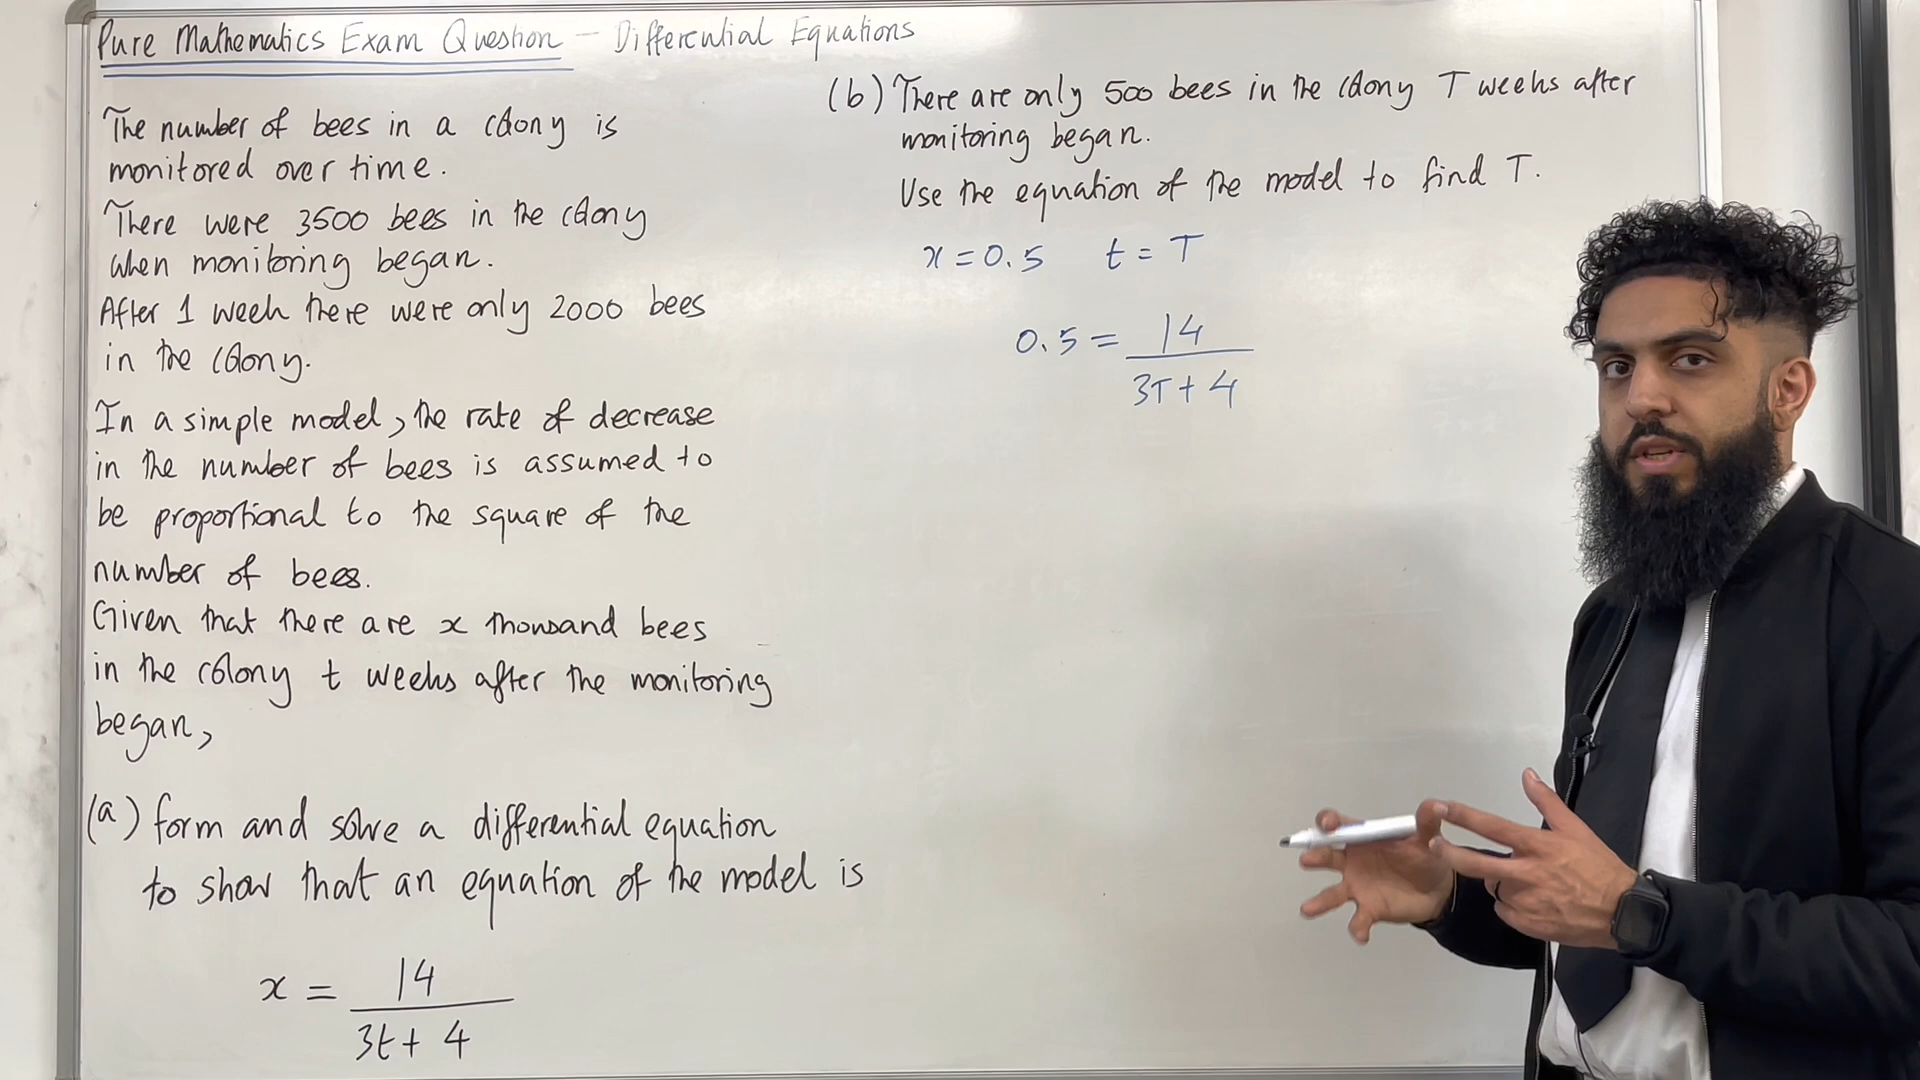 Pure Mathematics Exam Question – Differential Equations
The number of bees in a colony is
monitored over time.
There were 3500 bees in the colony
when monitoring began.
After 1 week there were only 2000 bees
in the colony.
In a simple model, the rate of decrease
in the number of bees is assumed to
be proportional to the square of the
number of bees.
Given that there are x thousand bees
in the colony t weeks after the monitoring
began,
(a) form and solve a differential equation
to show that an equation of the model is
x = 14
3t + 4
(b) There are only 500 bees in the colony T weeks after
monitoring began.
Use the equation of the model to find T.
x = 0.5 t = T
0.5 = 14
3T + 4